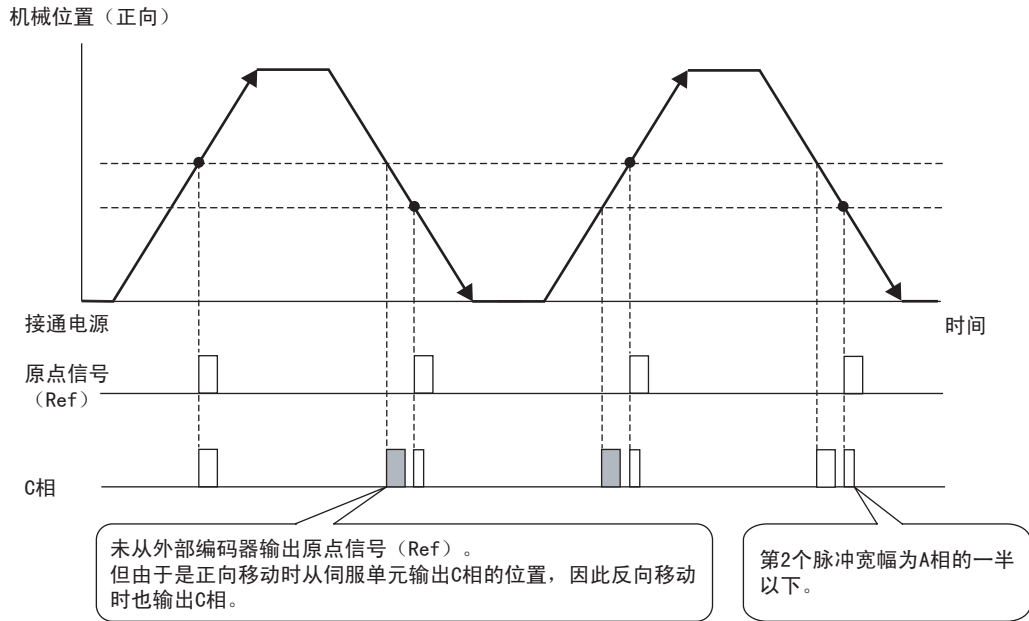 机械位置（正向）
接通电源
时间
原点信号
（Ref）
C相
未从外部编码器输出原点信号（Ref）。
但由于是正向移动时从伺服单元输出C相的位置，因此反向移动
时也输出C相。
第2个脉冲宽幅为A相的一半
以下。